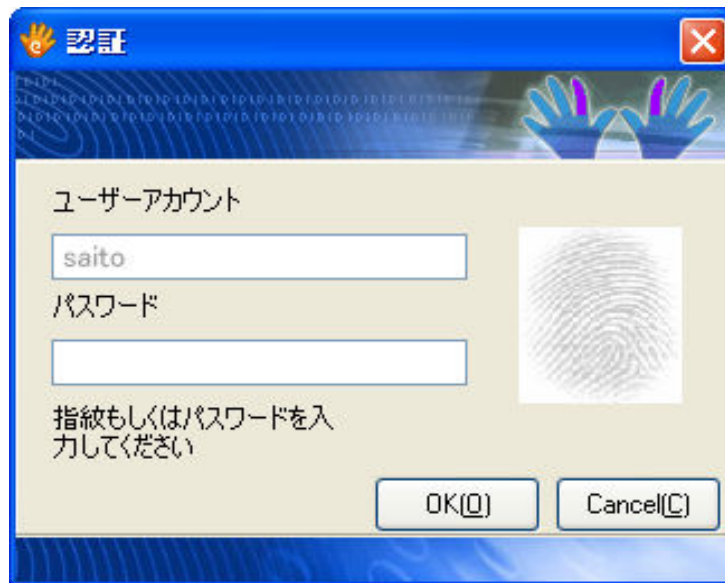 認証
ユーザーアカウント
saito
パスワード
指紋もしくはパスワードを入
力してください
OK(O)
Cancel(C)